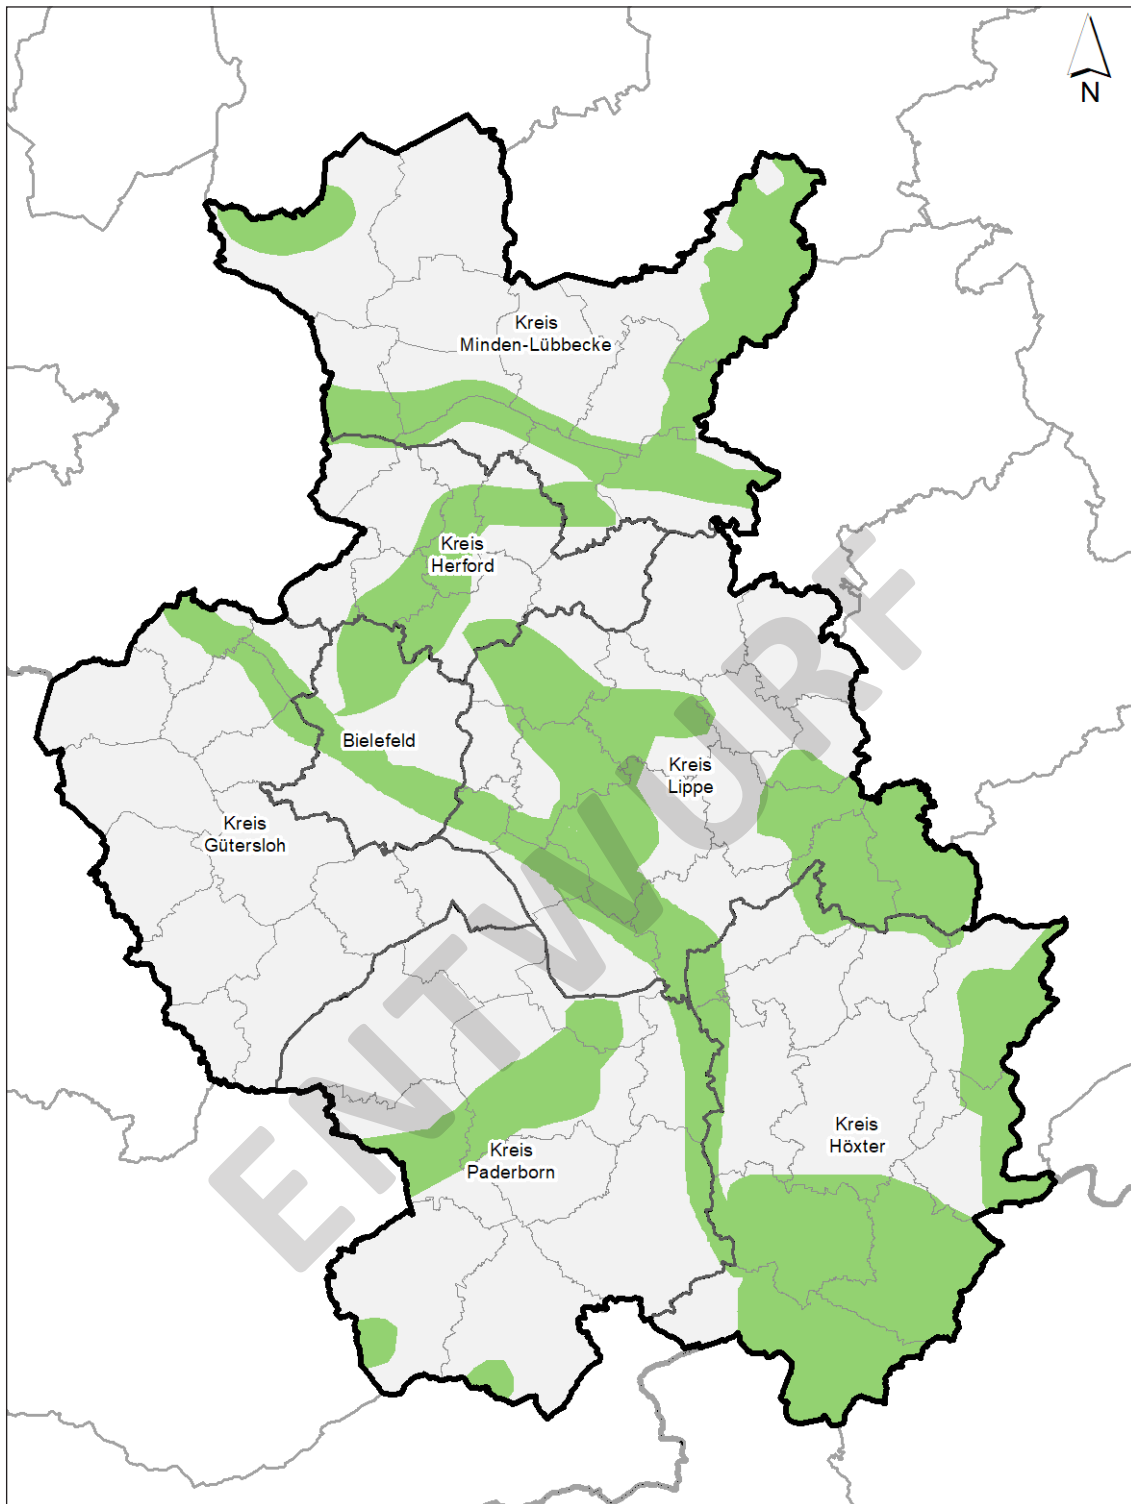 N
Kreis
Minden-Lübbecke
Kreis
Herford
Bielefeld
Kreis
Lippe
Kreis
Gütersloh
Kreis
Höxter
Kreis
Paderborn
ENTWURF